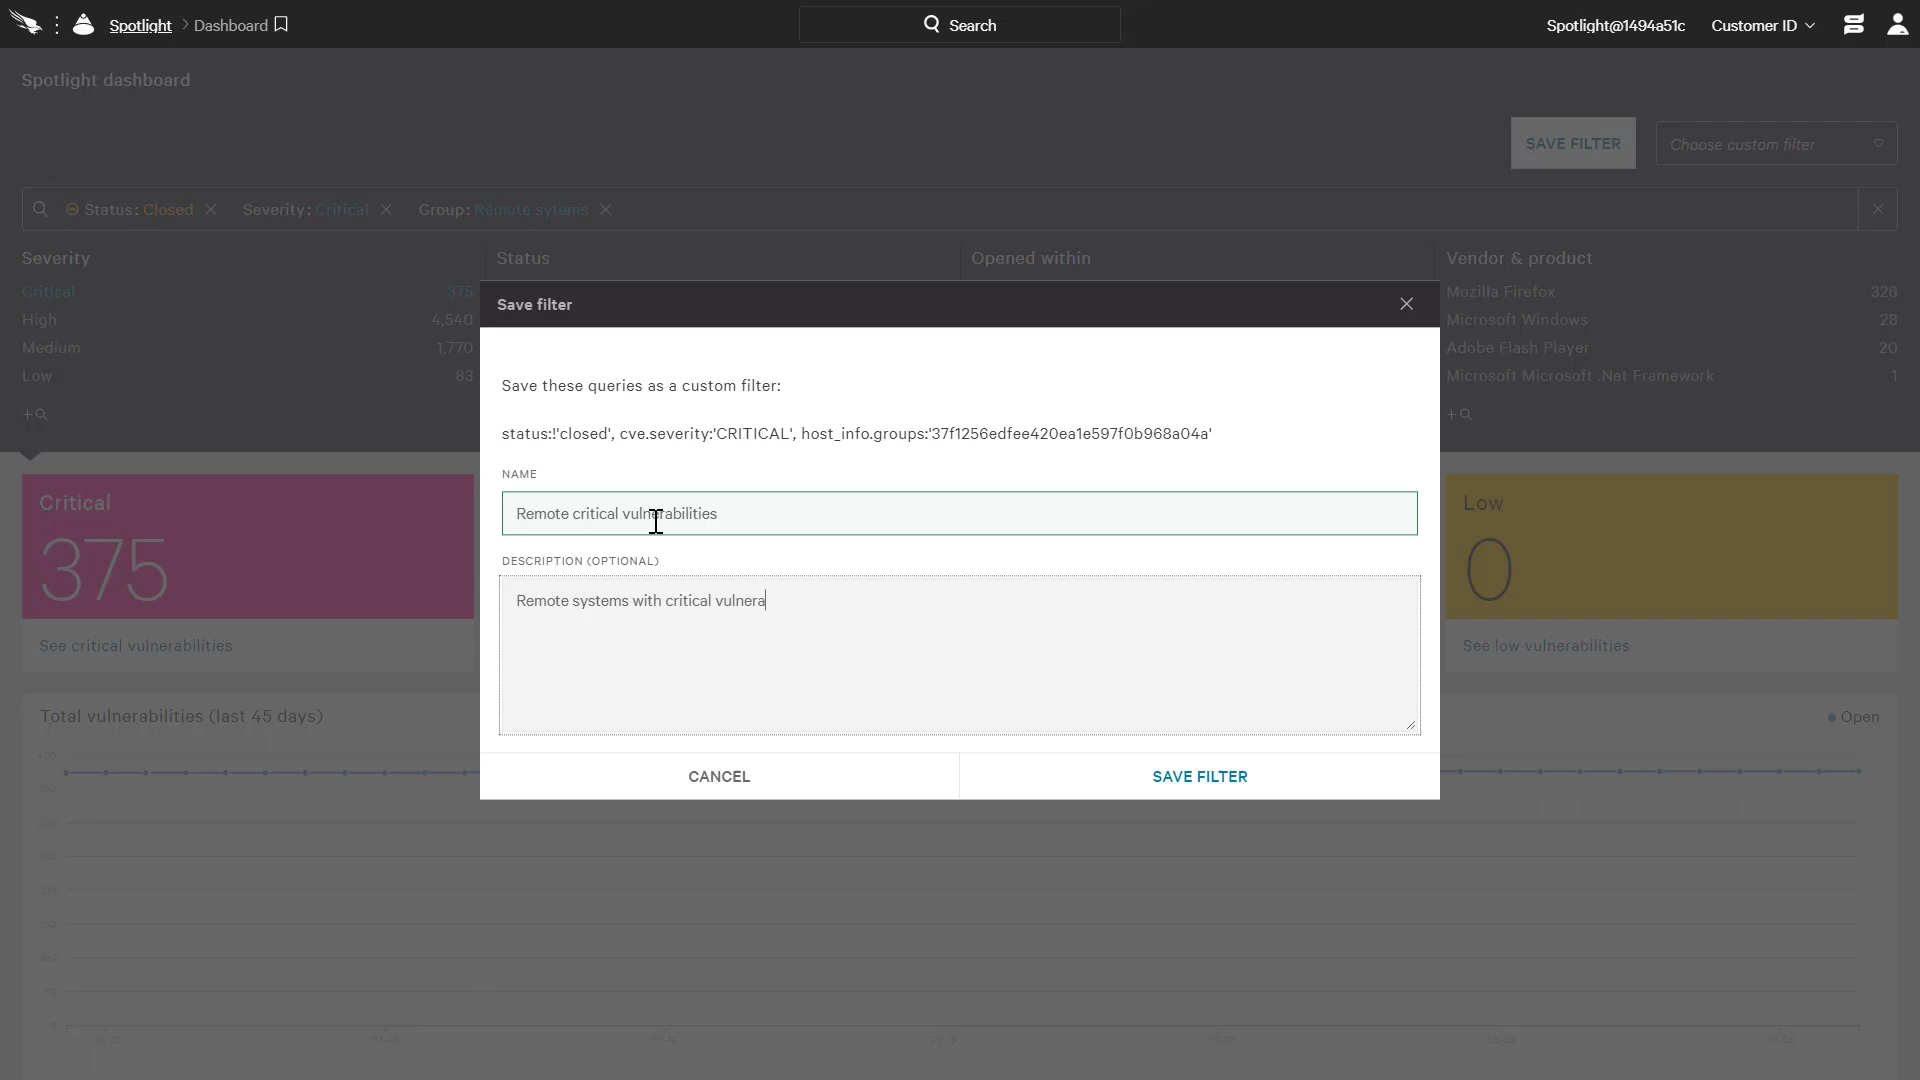 Spotlight > Dashboard
Search
Spotlight@1494a51c
Customer ID
Spotlight dashboard
SAVE FILTER
Choose custom filter
Status: Closed
Severity: Critical
Group: Remote sytems
Severity
Status
Opened within
Vendor & product
Critical 375
High 4,540
Medium 1,770
Low 83
Mozilla Firefox 326
Microsoft Windows 28
Adobe Flash Player 20
Microsoft Microsoft .Net Framework 1
Save filter
Save these queries as a custom filter:
status:!'closed', cve.severity:'CRITICAL', host_info.groups:'37f1256edfee420ea1e597f0b968a04a'
NAME
Remote critical vulnerabilities
DESCRIPTION (OPTIONAL)
Remote systems with critical vulnera
CANCEL
SAVE FILTER
Critical
375
See critical vulnerabilities
Low
0
See low vulnerabilities
Total vulnerabilities (last 45 days)
Open